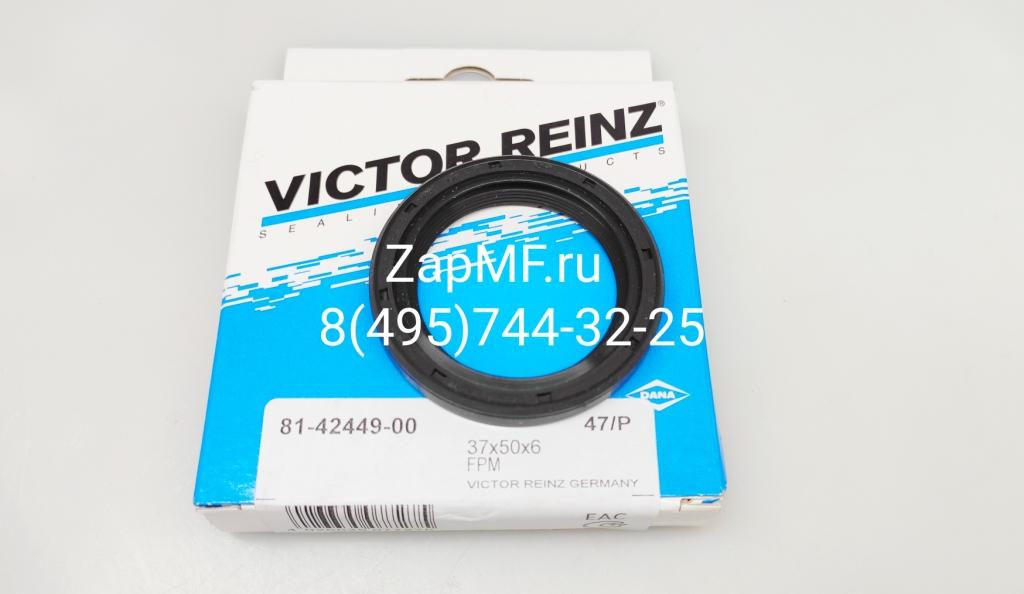 VICTOR REINZ®
ZapMF.ru
8(495)744-32-25
DANA
81-42449-00 47/P
37x50x6
FPM
VICTOR REINZ GERMANY
EAC